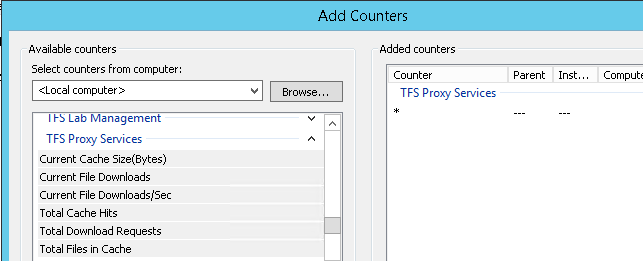 Add Counters
Available counters
Select counters from computer:
<Local computer>
Browse...
TFS Lab Management
TFS Proxy Services
Current Cache Size(Bytes)
Current File Downloads
Current File Downloads/Sec
Total Cache Hits
Total Download Requests
Total Files in Cache
Added counters
Counter Parent Inst... Compute
TFS Proxy Services
* --- ---